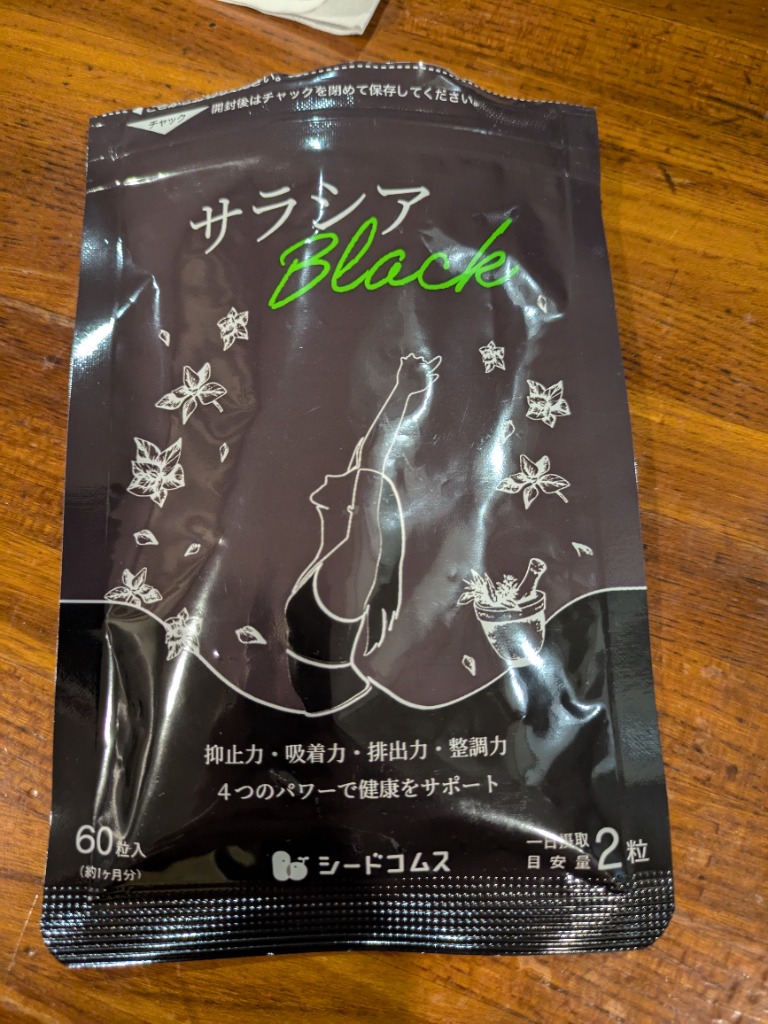 い。
開封後はチャックを閉めて保存してください。
チャック
サラシア
Black
抑止力・吸着力・排出力・整調力
4つのパワーで健康をサポート
60粒入
(約1ヶ月分)
シードコムス
一日摂取
目安量 2粒